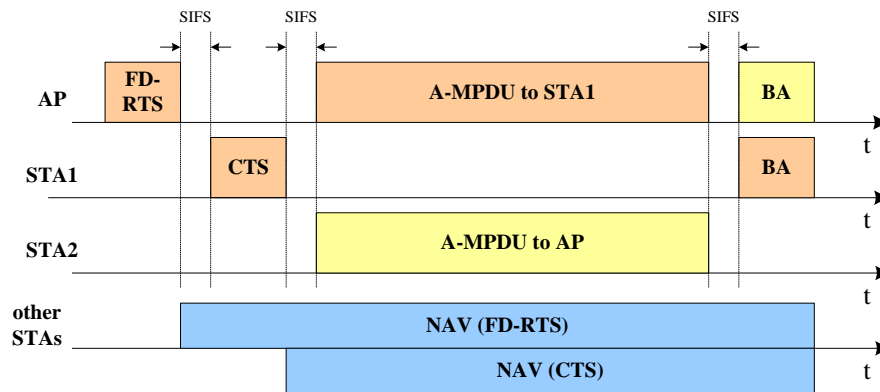 SIFS SIFS SIFS
AP
FD-
RTS
A-MPDU to STA1
BA
t
STA1
CTS
BA
t
STA2
A-MPDU to AP
t
other
STAs
NAV (FD-RTS)
NAV (CTS)
t